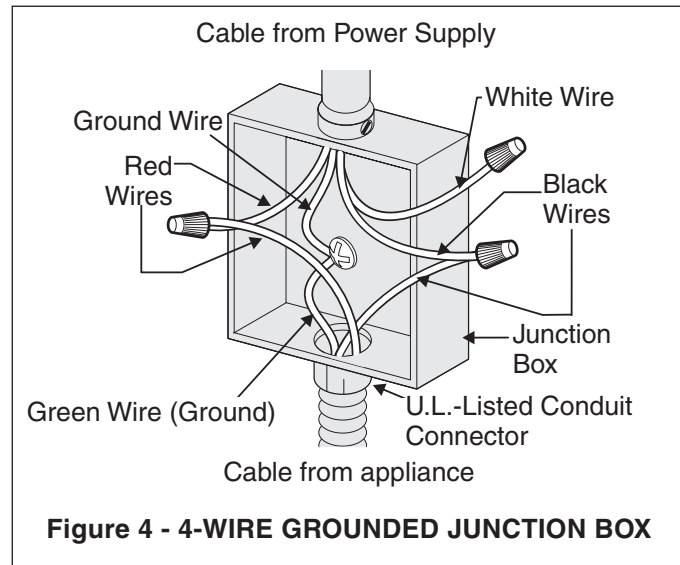 Cable from Power Supply
White Wire
Ground Wire
Red
Wires
Black
Wires
Junction
Box
Green Wire (Ground)
U.L.-Listed Conduit
Connector
Cable from appliance
Figure 4 - 4-WIRE GROUNDED JUNCTION BOX